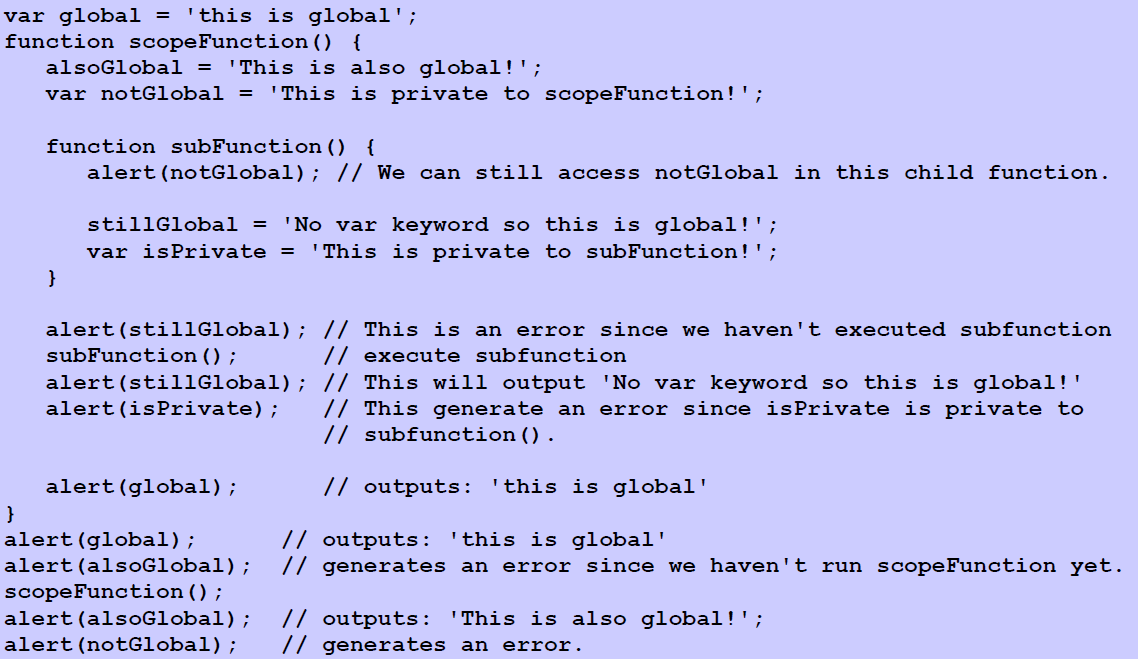 var global = 'this is global';
function scopeFunction() {
   alsoGlobal = 'This is also global!';
   var notGlobal = 'This is private to scopeFunction!';

   function subFunction() {
      alert(notGlobal); // We can still access notGlobal in this child function.

      stillGlobal = 'No var keyword so this is global!';
      var isPrivate = 'This is private to subFunction!';
   }

   alert(stillGlobal); // This is an error since we haven't executed subfunction
   subFunction();      // execute subfunction
   alert(stillGlobal); // This will output 'No var keyword so this is global!'
   alert(isPrivate);   // This generate an error since isPrivate is private to
                       // subfunction().

   alert(global);      // outputs: 'this is global'
}
alert(global);      // outputs: 'this is global'
alert(alsoGlobal);  // generates an error since we haven't run scopeFunction yet.
scopeFunction();
alert(alsoGlobal);  // outputs: 'This is also global!';
alert(notGlobal);   // generates an error.